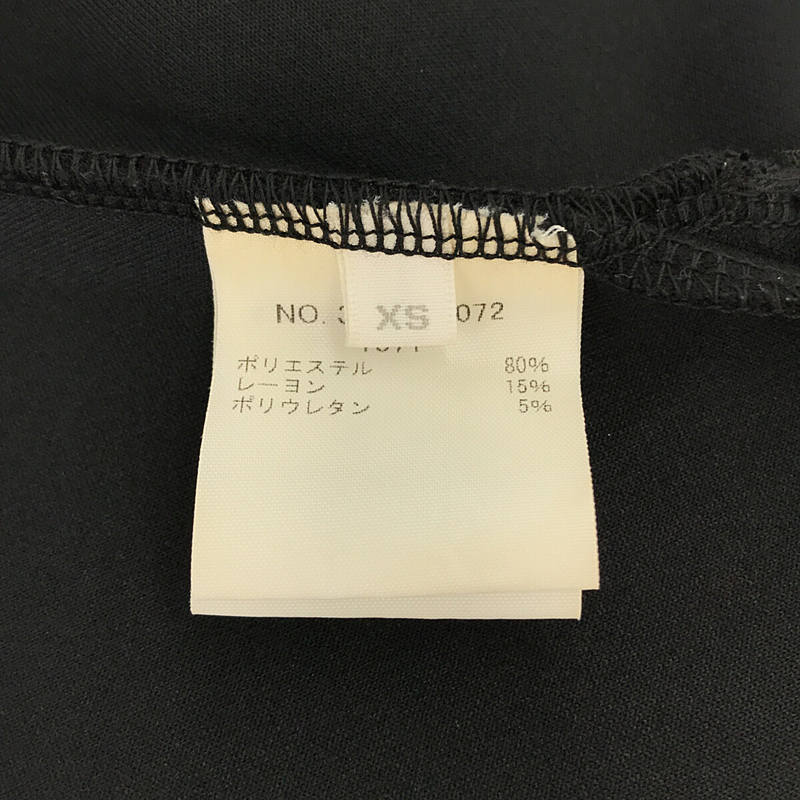 NO. 3 072
XS
ポリエステル 80%
レーヨン 15%
ポリウレタン 5%